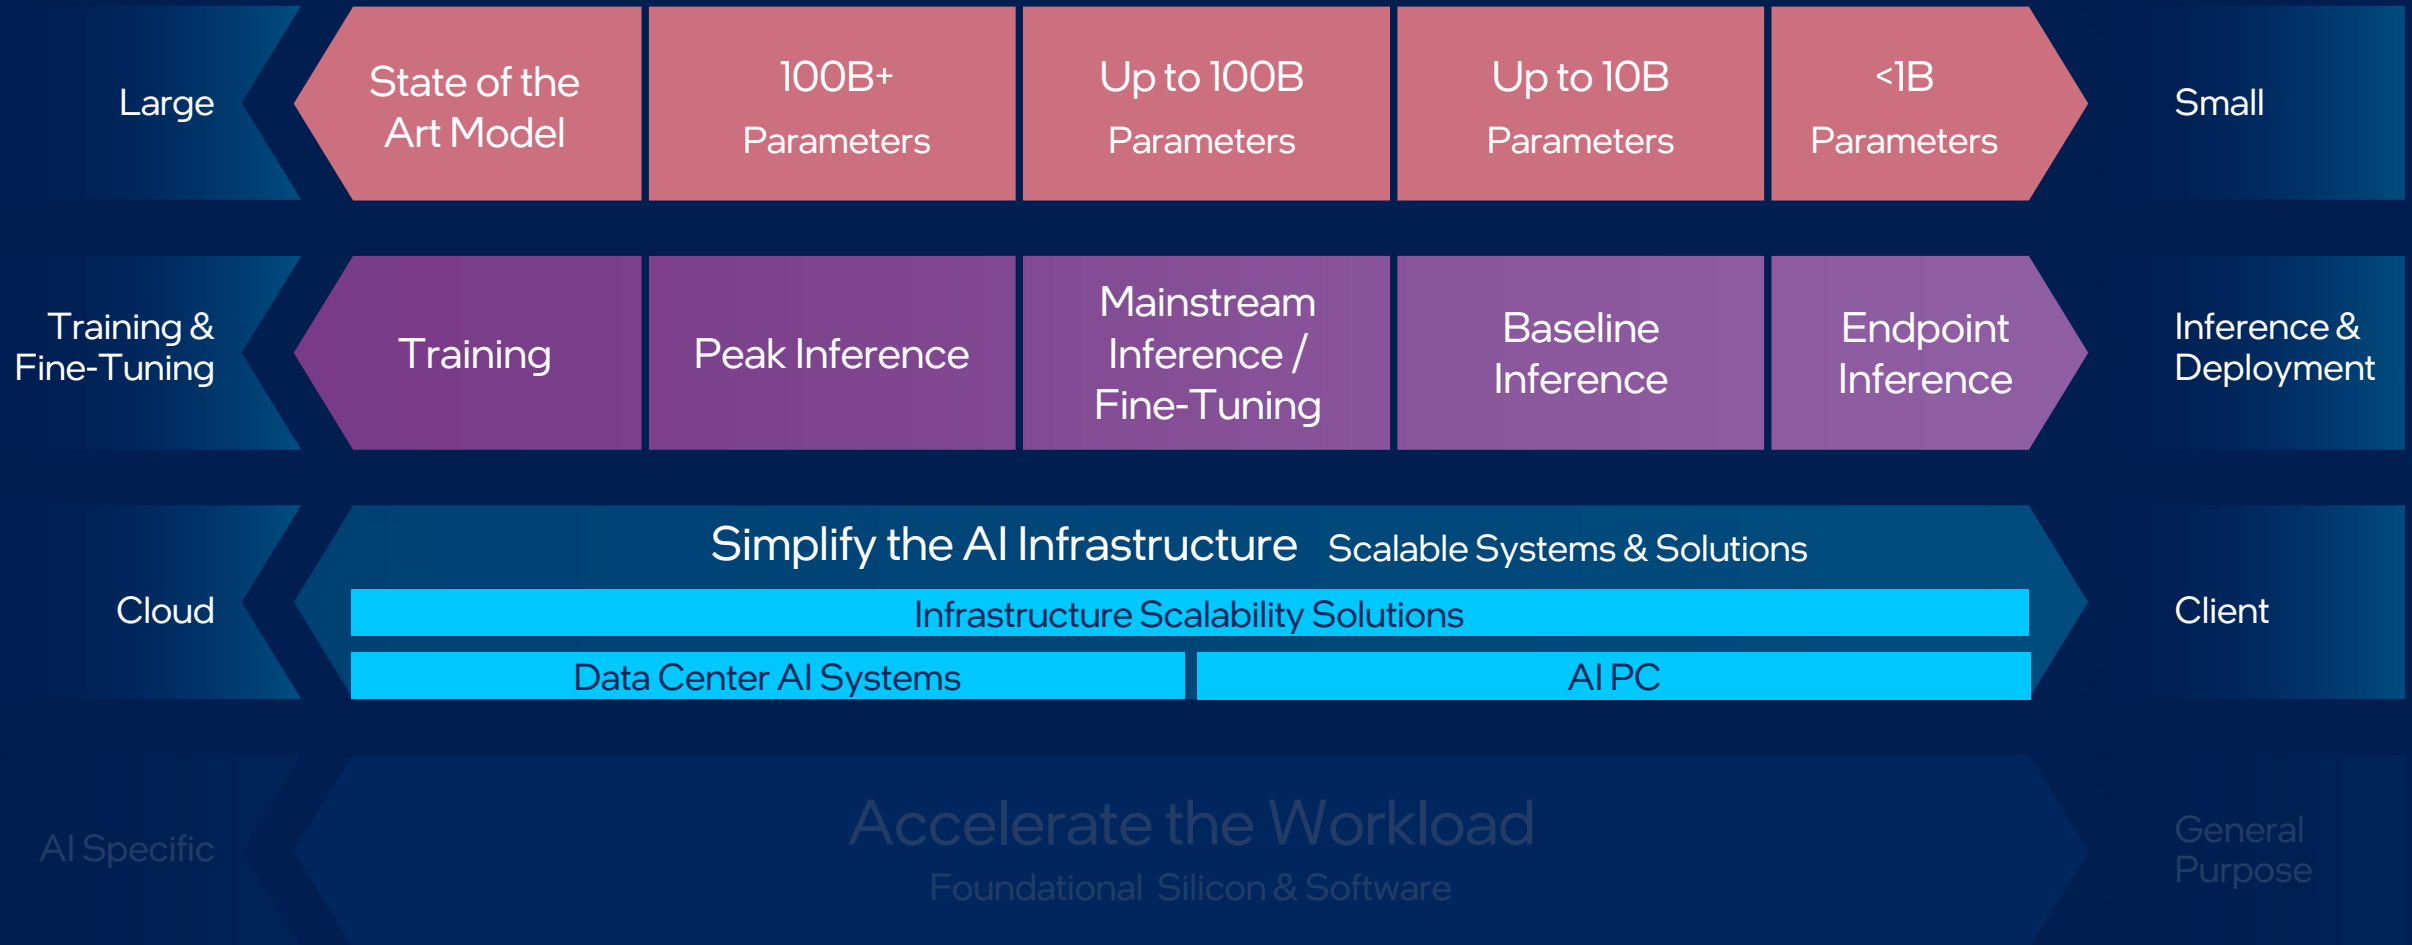 Large
State of the
Art Model
100B+
Parameters
Up to 100B
Parameters
Up to 10B
Parameters
<1B
Parameters
Small
Training &
Fine-Tuning
Training
Peak Inference
Mainstream
Inference /
Fine-Tuning
Baseline
Inference
Endpoint
Inference
Inference &
Deployment
Cloud
Simplify the AI Infrastructure Scalable Systems & Solutions
Infrastructure Scalability Solutions
Data Center AI Systems
AI PC
Client
AI Specific
Accelerate the Workload
Foundational Silicon & Software
General
Purpose